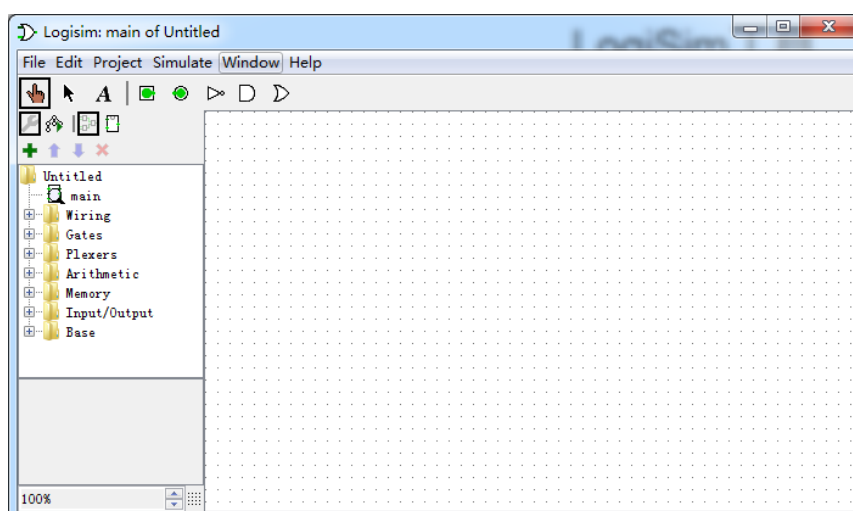 Logisim: main of Untitled
LogiSim
File Edit Project Simulate Window Help
A
Untitled
main
Wiring
Gates
Plexers
Arithmetic
Memory
Input/Output
Base
100%